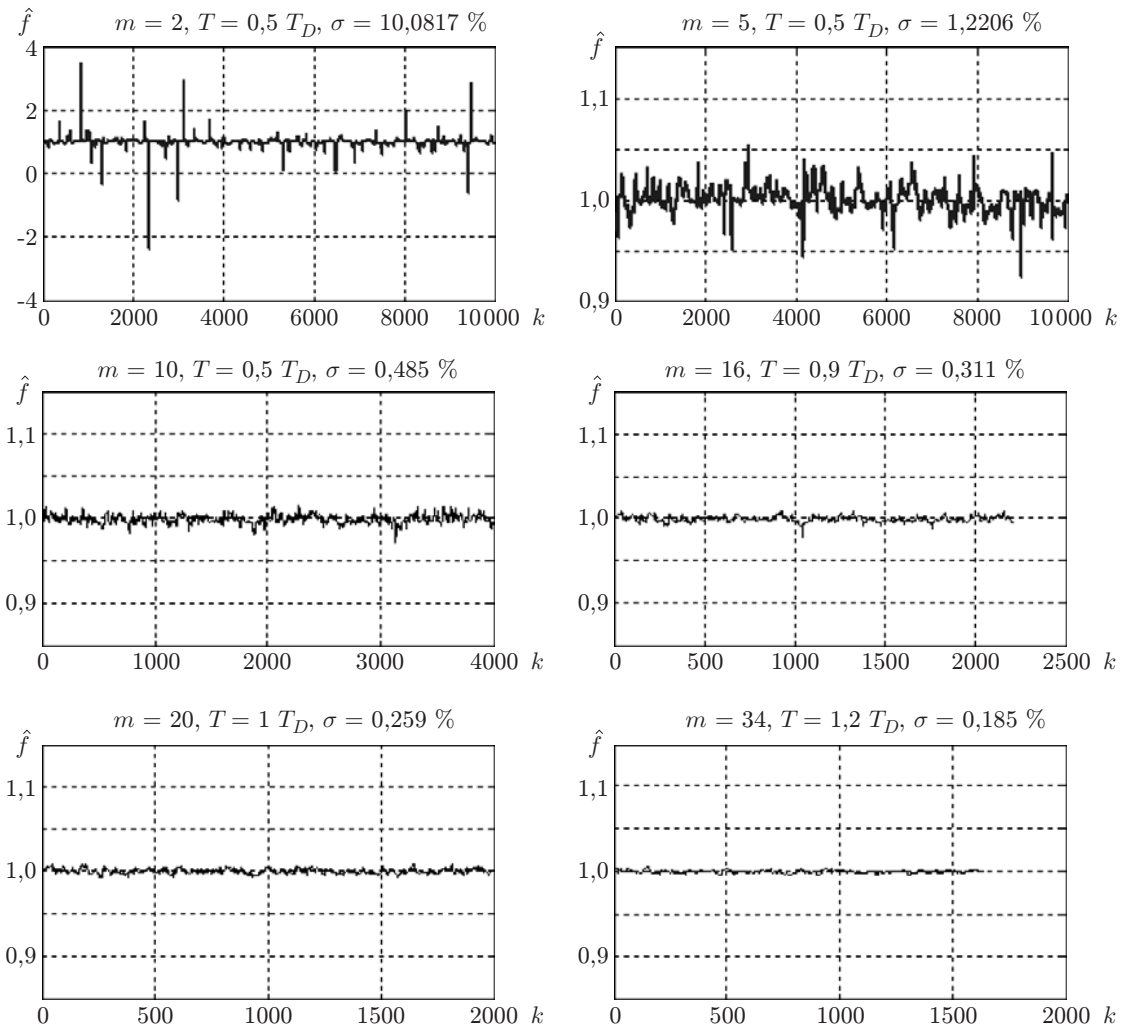 f̂ m = 2, T = 0,5 T_D, σ = 10,0817 %
4
2
0
-2
-4
0 2000 4000 6000 8000 10000 k
m = 5, T = 0,5 T_D, σ = 1,2206 %
f̂
1,1
1,0
0,9
0 2000 4000 6000 8000 10000 k
m = 10, T = 0,5 T_D, σ = 0,485 %
f̂
1,1
1,0
0,9
0 1000 2000 3000 4000 k
m = 16, T = 0,9 T_D, σ = 0,311 %
f̂
1,1
1,0
0,9
0 500 1000 1500 2000 2500 k
m = 20, T = 1 T_D, σ = 0,259 %
f̂
1,1
1,0
0,9
0 500 1000 1500 2000 k
m = 34, T = 1,2 T_D, σ = 0,185 %
f̂
1,1
1,0
0,9
0 500 1000 1500 2000 k